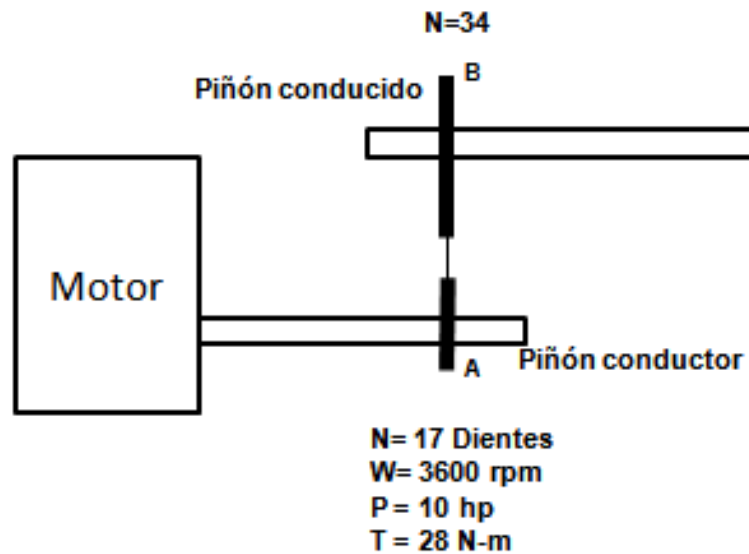 N=34
B
Piñón conducido
Motor
Piñón conductor
A
N= 17 Dientes
W= 3600 rpm
P = 10 hp
T = 28 N-m